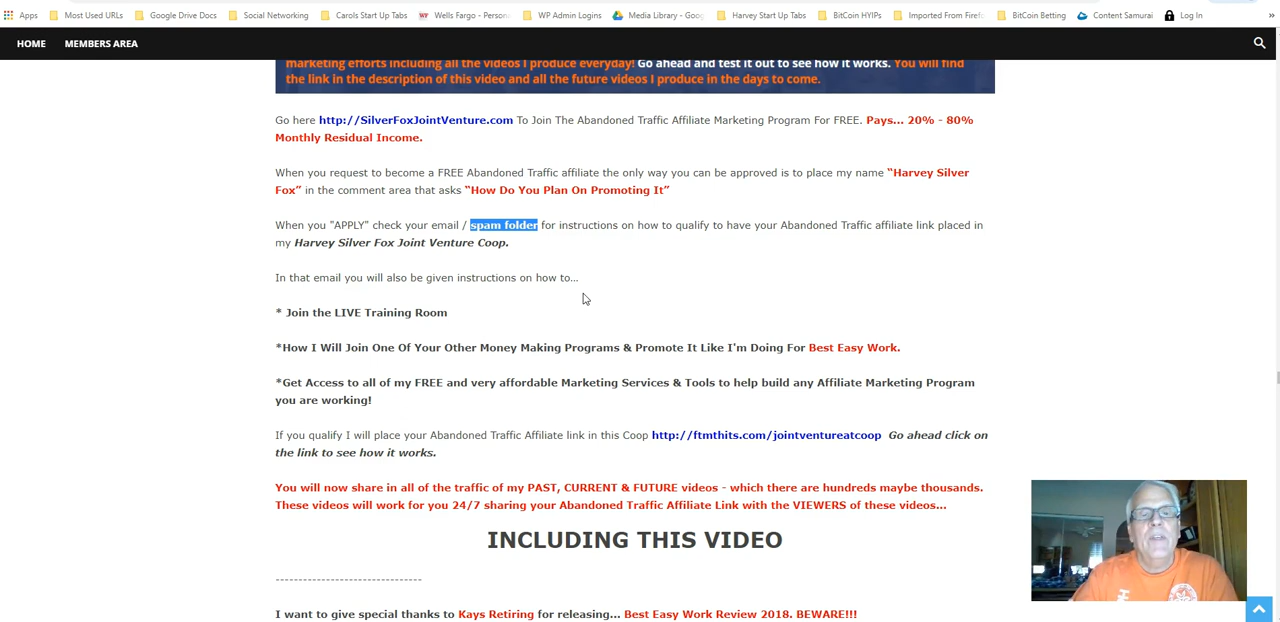 Apps Most Used URLs Google Drive Docs Social Networking Carols Start Up Tabs Wells Fargo - Person WP Admin Logins Media Library - Goog Harvey Start Up Tabs BitCoin HYIPs Imported From Firef BitCoin Betting Content Samurai Log In »
HOME MEMBERS AREA
marketing efforts including all the videos I produce everyday! Go ahead and test it out to see how it works. You will find
the link in the description of this video and all the future videos I produce in the days to come.
Go here http://SilverFoxJointVenture.com To Join The Abandoned Traffic Affiliate Marketing Program For FREE. Pays... 20% - 80%
Monthly Residual Income.
When you request to become a FREE Abandoned Traffic affiliate the only way you can be approved is to place my name “Harvey Silver
Fox” in the comment area that asks “How Do You Plan On Promoting It”
When you "APPLY" check your email / spam folder for instructions on how to qualify to have your Abandoned Traffic affiliate link placed in
my Harvey Silver Fox Joint Venture Coop.
In that email you will also be given instructions on how to…
* Join the LIVE Training Room
*How I Will Join One Of Your Other Money Making Programs & Promote It Like I'm Doing For Best Easy Work.
*Get Access to all of my FREE and very affordable Marketing Services & Tools to help build any Affiliate Marketing Program
you are working!
If you qualify I will place your Abandoned Traffic Affiliate link in this Coop http://ftmthits.com/jointventureatcoop Go ahead click on
the link to see how it works.
You will now share in all of the traffic of my PAST, CURRENT & FUTURE videos - which there are hundreds maybe thousands.
These videos will work for you 24/7 sharing your Abandoned Traffic Affiliate Link with the VIEWERS of these videos...
INCLUDING THIS VIDEO
-------------------------------
I want to give special thanks to Kays Retiring for releasing... Best Easy Work Review 2018. BEWARE!!!